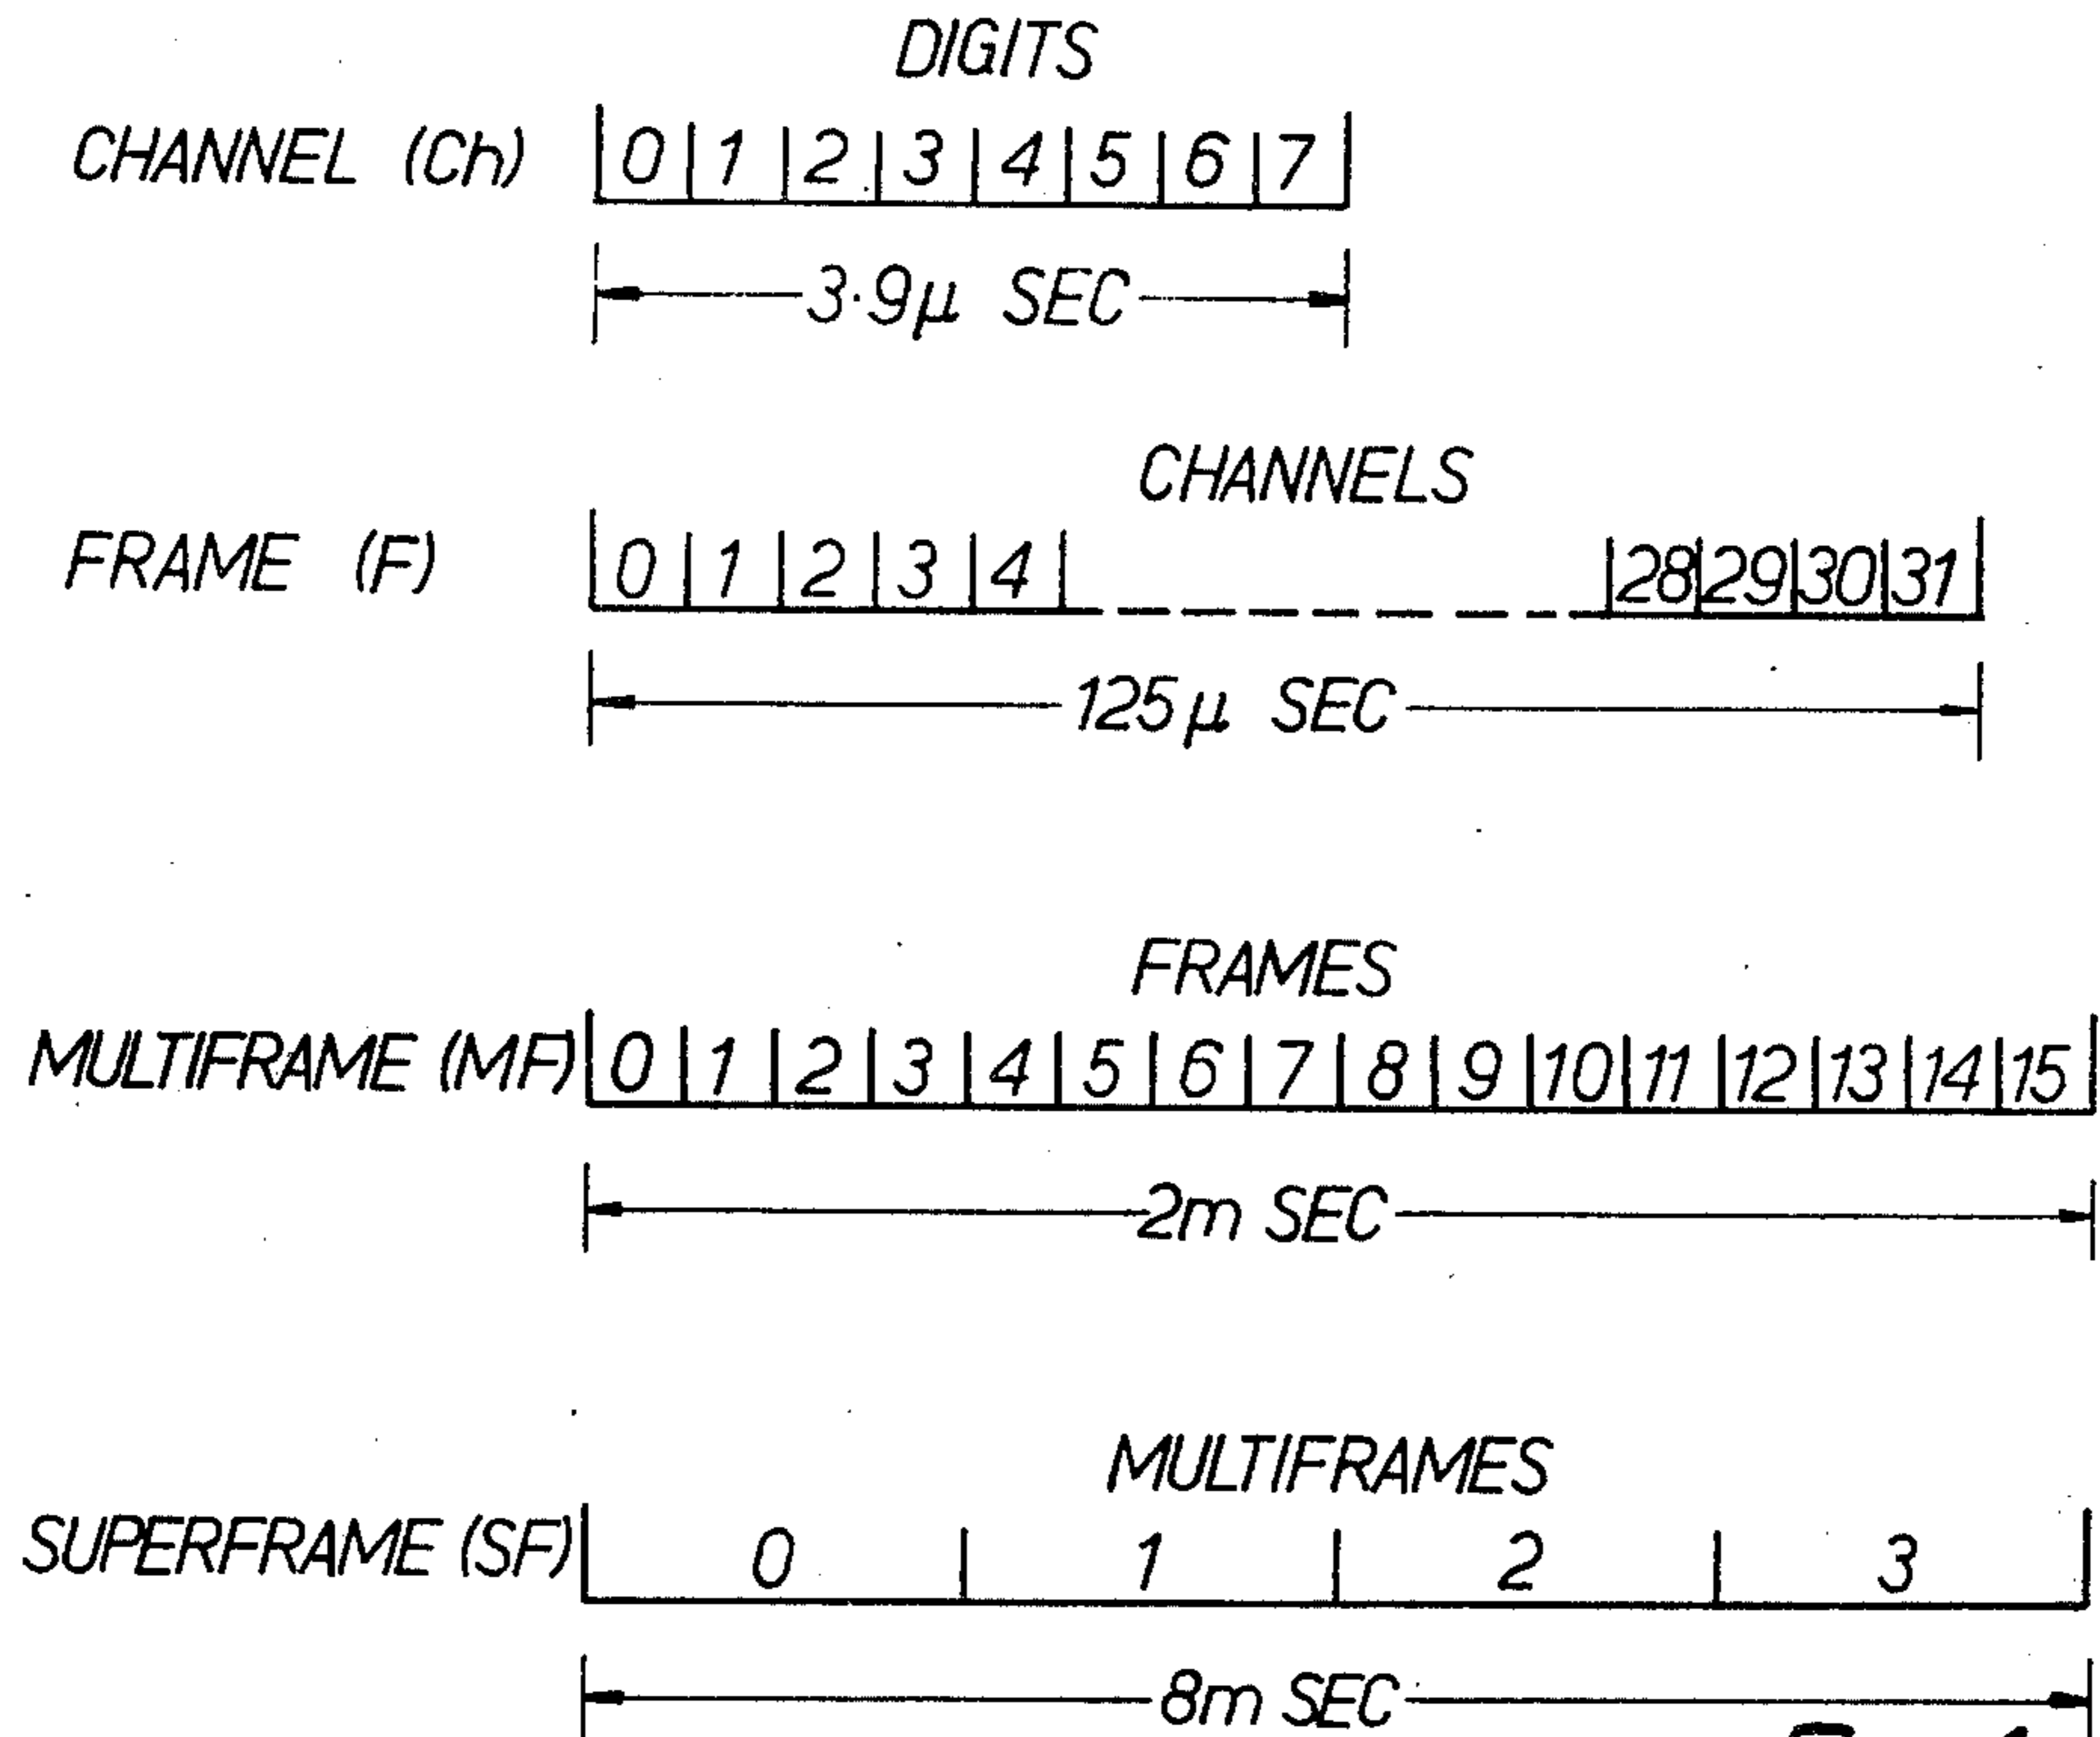 DIGITS
CHANNEL (Ch) 0 1 2 3 4 5 6 7
3·9μ SEC
CHANNELS
FRAME (F) 0 1 2 3 4 28 29 30 31
125μ SEC
FRAMES
MULTIFRAME (MF) 0 1 2 3 4 5 6 7 8 9 10 11 12 13 14 15
2m SEC
MULTIFRAMES
SUPERFRAME (SF) 0 1 2 3
8m SEC